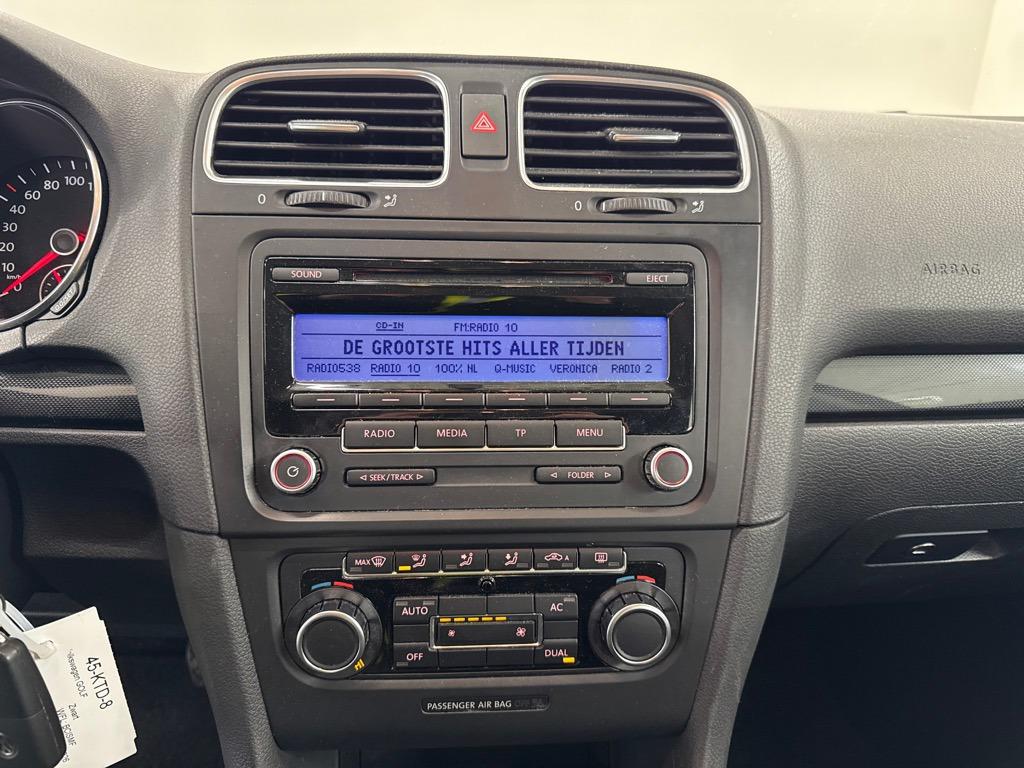 0
0
100
80
60
40
30
20
10
km/h
0
AIRBAG
SOUND
EJECT
CD-IN FM:RADIO 10
DE GROOTSTE HITS ALLER TIJDEN
RADIO538 RADIO 10 100% NL Q-MUSIC VERONICA RADIO 2
RADIO MEDIA TP MENU
SEEK/TRACK
FOLDER
MAX
A
AUTO
AC
OFF
DUAL
PASSENGER AIR BAG
45-KTD-8
Volkswagen GOLF
Zwart